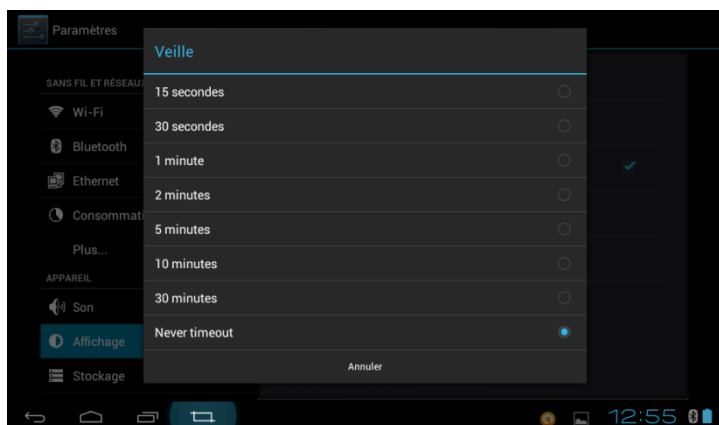 Paramètres
Veille
SANS FIL ET RÉSEAU
15 secondes
Wi-Fi
30 secondes
Bluetooth
1 minute
Ethernet
2 minutes
Consommati
5 minutes
Plus...
10 minutes
APPAREIL
30 minutes
Son
Never timeout
Affichage
Annuler
Stockage
12:55